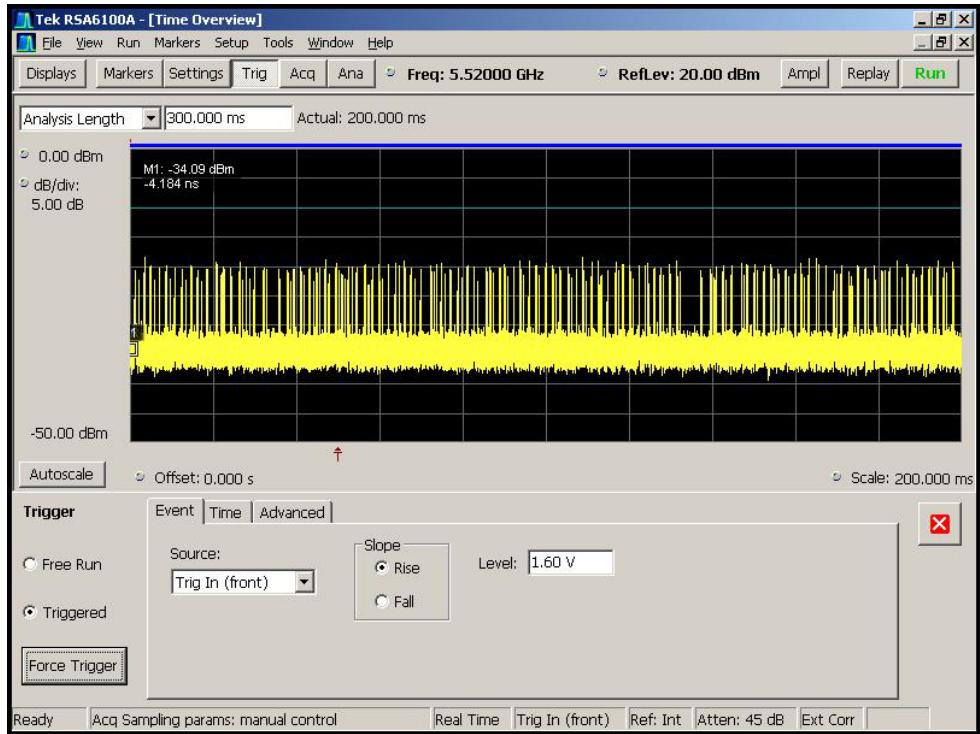 Tek RSA6100A - [Time Overview]
File View Run Markers Setup Tools Window Help
Displays Markers Settings Trig Acq Ana Freq: 5.52000 GHz RefLev: 20.00 dBm Ampl Replay Run
Analysis Length 300.000 ms Actual: 200.000 ms
0.00 dBm
dB/div:
5.00 dB
M1: -34.09 dBm
-4.184 ns
-50.00 dBm
Autoscale Offset: 0.000 s Scale: 200.000 ms
Trigger Event Time Advanced
Free Run
Triggered
Force Trigger
Source:
Trig In (front)
Slope
Rise
Fall
Level: 1.60 V
Ready Acq Sampling params: manual control Real Time Trig In (front) Ref: Int Atten: 45 dB Ext Corr